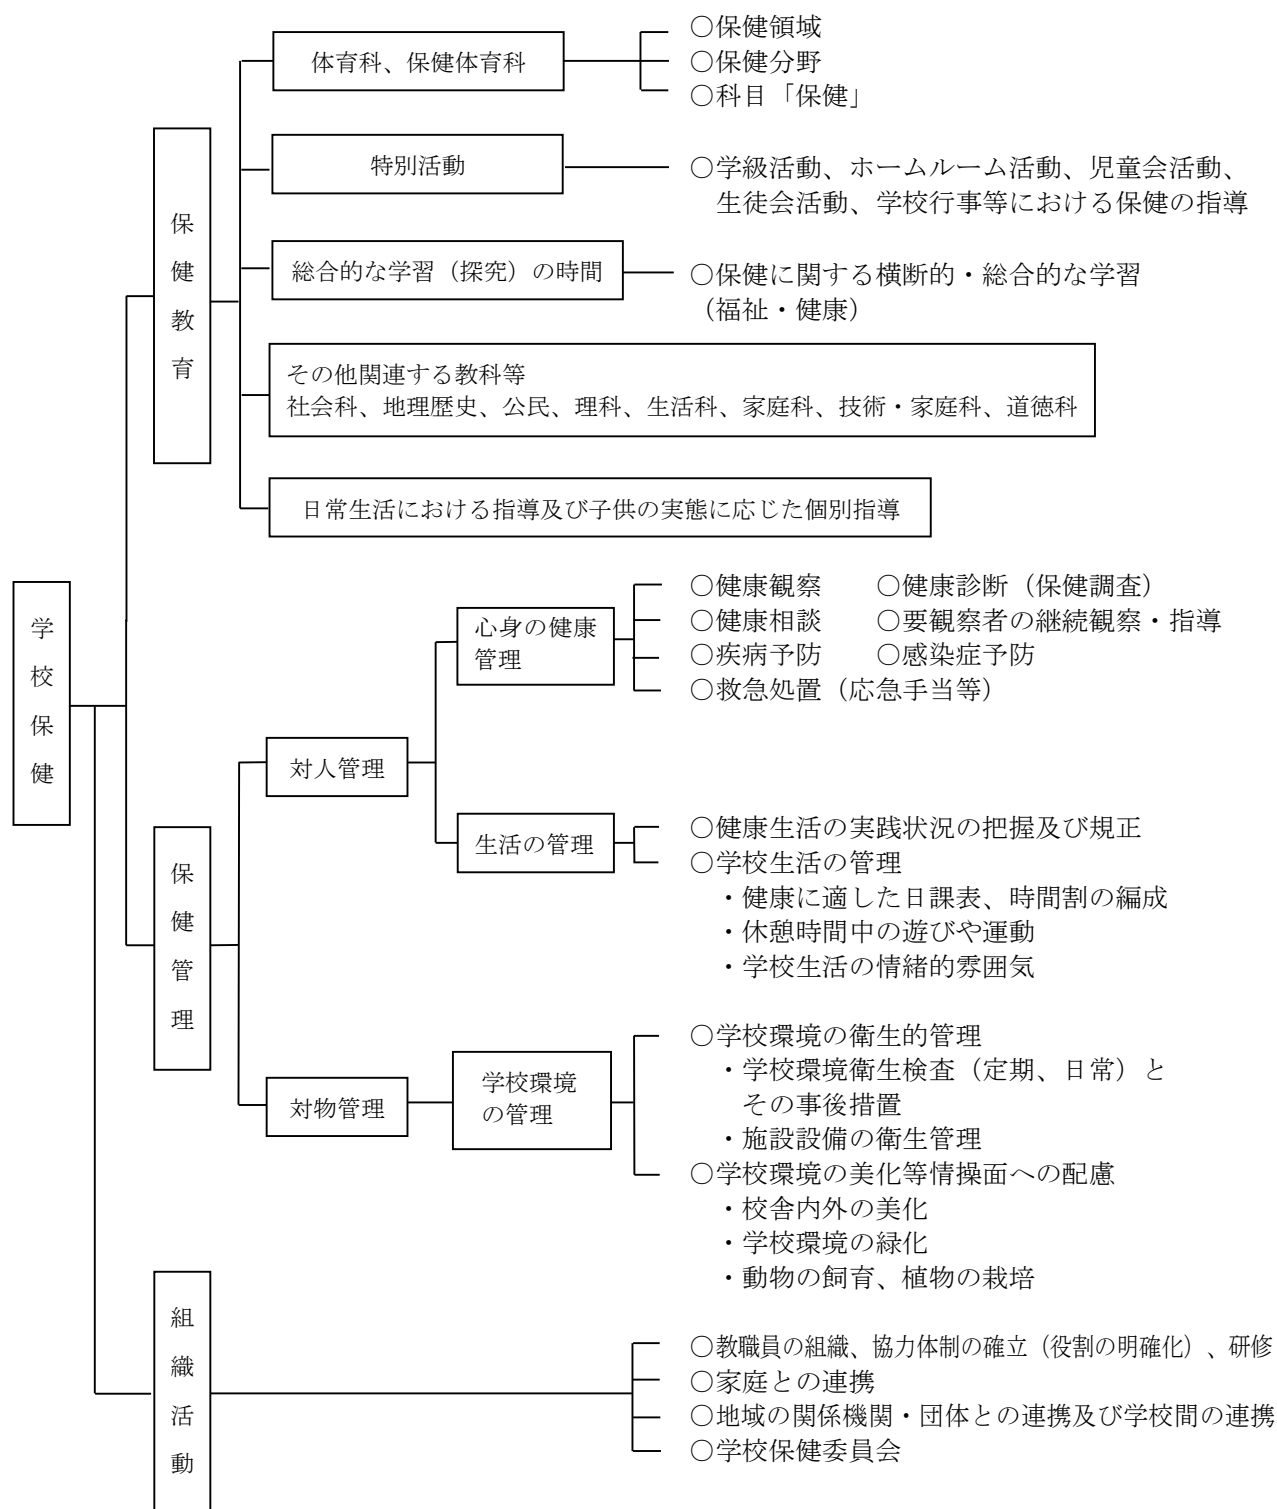 学校保健
保健教育
体育科、保健体育科
○保健領域
○保健分野
○科目「保健」
特別活動
○学級活動、ホームルーム活動、児童会活動、
生徒会活動、学校行事等における保健の指導
総合的な学習（探究）の時間
○保健に関する横断的・総合的な学習
（福祉・健康）
その他関連する教科等
社会科、地理歴史、公民、理科、生活科、家庭科、技術・家庭科、道徳科
日常生活における指導及び子供の実態に応じた個別指導
保健管理
対人管理
心身の健康
管理
○健康観察　○健康診断（保健調査）
○健康相談　○要観察者の継続観察・指導
○疾病予防　○感染症予防
○救急処置（応急手当等）
生活の管理
○健康生活の実践状況の把握及び規正
○学校生活の管理
・健康に適した日課表、時間割の編成
・休憩時間中の遊びや運動
・学校生活の情緒的雰囲気
対物管理
学校環境
の管理
○学校環境の衛生的管理
・学校環境衛生検査（定期、日常）と
その事後措置
・施設設備の衛生管理
○学校環境の美化等情操面への配慮
・校舎内外の美化
・学校環境の緑化
・動物の飼育、植物の栽培
組織活動
○教職員の組織、協力体制の確立（役割の明確化）、研修
○家庭との連携
○地域の関係機関・団体との連携及び学校間の連携
○学校保健委員会